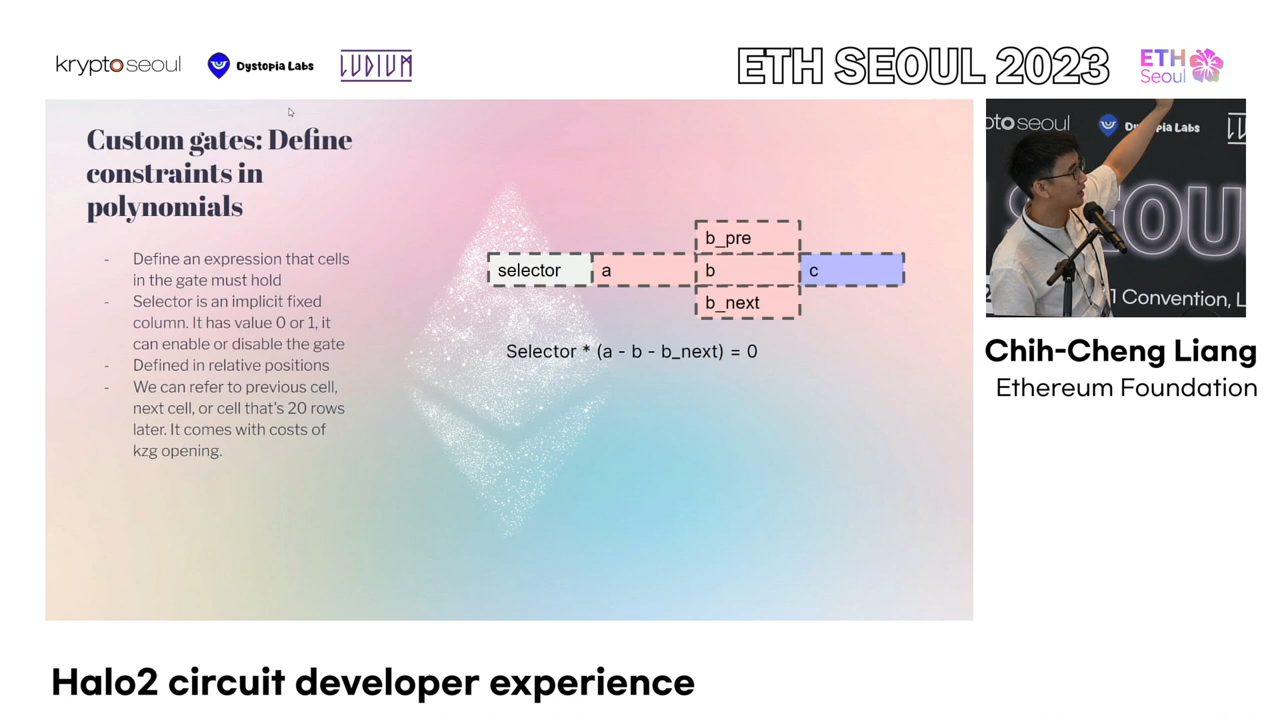 kryptoseoul
Dystopia Labs
LUDIUM
ETH SEOUL 2023
ETH
Seoul
Custom gates: Define
constraints in
polynomials
- Define an expression that cells
in the gate must hold
- Selector is an implicit fixed
column. It has value 0 or 1, it
can enable or disable the gate
- Defined in relative positions
- We can refer to previous cell,
next cell, or cell that's 20 rows
later. It comes with costs of
kzg opening.
b_pre
selector a b c
b_next
Selector * (a - b - b_next) = 0
Chih-Cheng Liang
Ethereum Foundation
Halo2 circuit developer experience